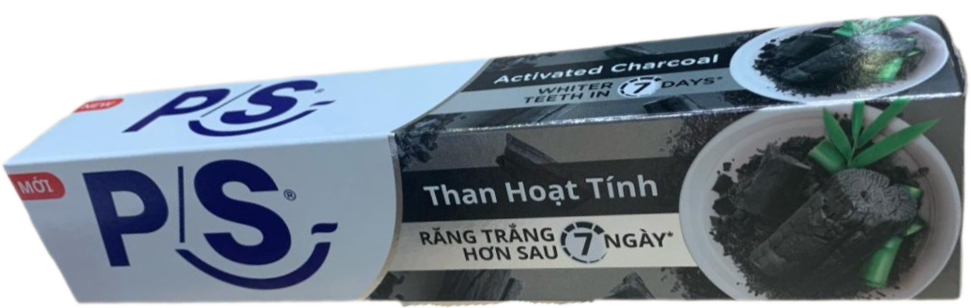 NEW
P/S
Activated Charcoal
WHITER
TEETH IN 7 DAYS*
MỚI
P/S®
Than Hoạt Tính
RĂNG TRẮNG
HƠN SAU 7 NGÀY*